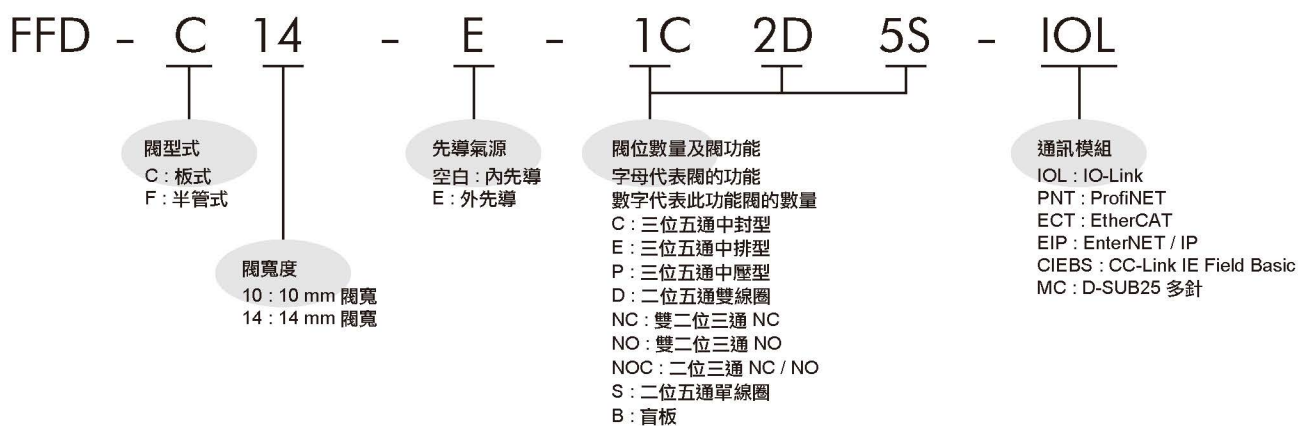 FFD - C 14 - E - 1C 2D 5S - IOL
閥型式
C : 板式
F : 半管式
閥寬度
10 : 10 mm 閥寬
14 : 14 mm 閥寬
先導氣源
空白 : 內先導
E : 外先導
閥位數量及閥功能
字母代表閥的功能
數字代表此功能閥的數量
C : 三位五通中封型
E : 三位五通中排型
P : 三位五通中壓型
D : 二位五通雙線圈
NC : 雙二位三通 NC
NO : 雙二位三通 NO
NOC : 二位三通 NC / NO
S : 二位五通單線圈
B : 盲板
通訊模組
IOL : IO-Link
PNT : ProfiNET
ECT : EtherCAT
EIP : EnterNET / IP
CIEBS : CC-Link IE Field Basic
MC : D-SUB25 多針